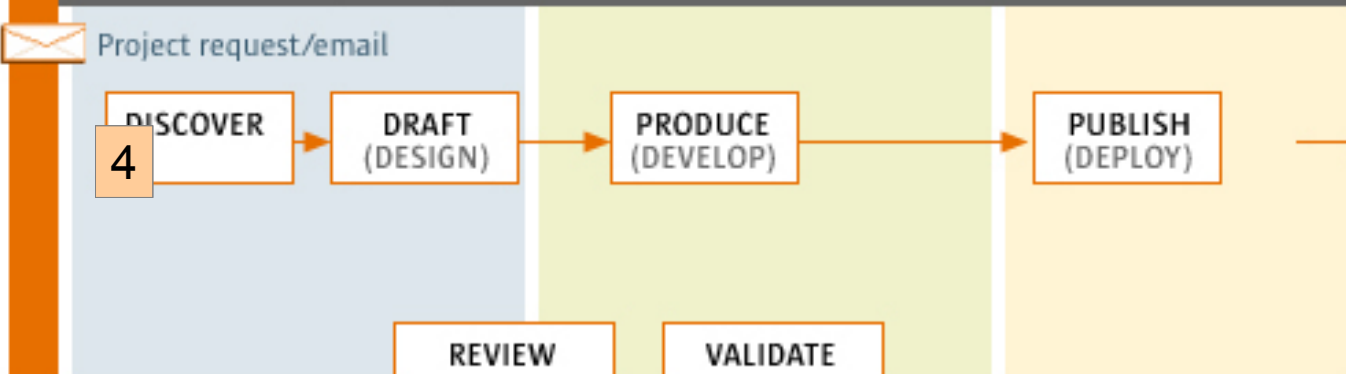 Project request/email
DISCOVER
4
DRAFT
(DESIGN)
PRODUCE
(DEVELOP)
PUBLISH
(DEPLOY)
REVIEW
VALIDATE